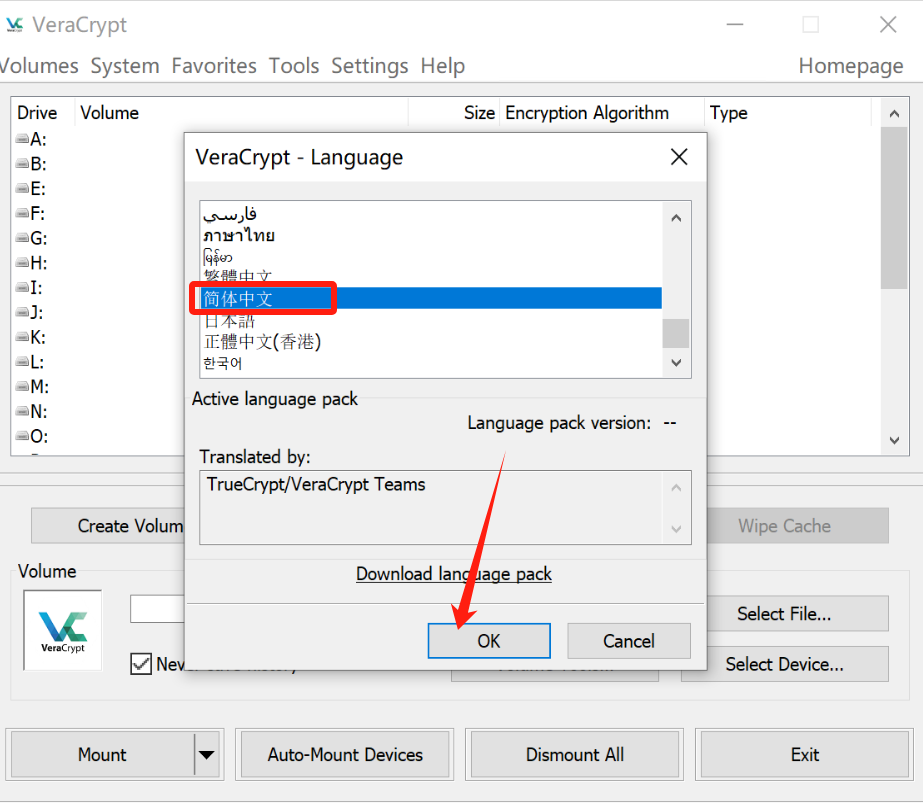 VeraCrypt
Volumes System Favorites Tools Settings Help Homepage
Drive Volume Size Encryption Algorithm Type
A:
B:
E:
F:
G:
H:
I:
J:
K:
L:
M:
N:
O:
VeraCrypt - Language
فارسي
ภาษาไทย
မြန်မာ
繁體中文
简体中文
日本語
正體中文(香港)
한국어
Active language pack
Language pack version: --
Translated by:
TrueCrypt/VeraCrypt Teams
Download language pack
OK Cancel
Create Volum
Wipe Cache
Volume
VeraCrypt
Select File...
Never
Select Device...
Mount Auto-Mount Devices Dismount All Exit